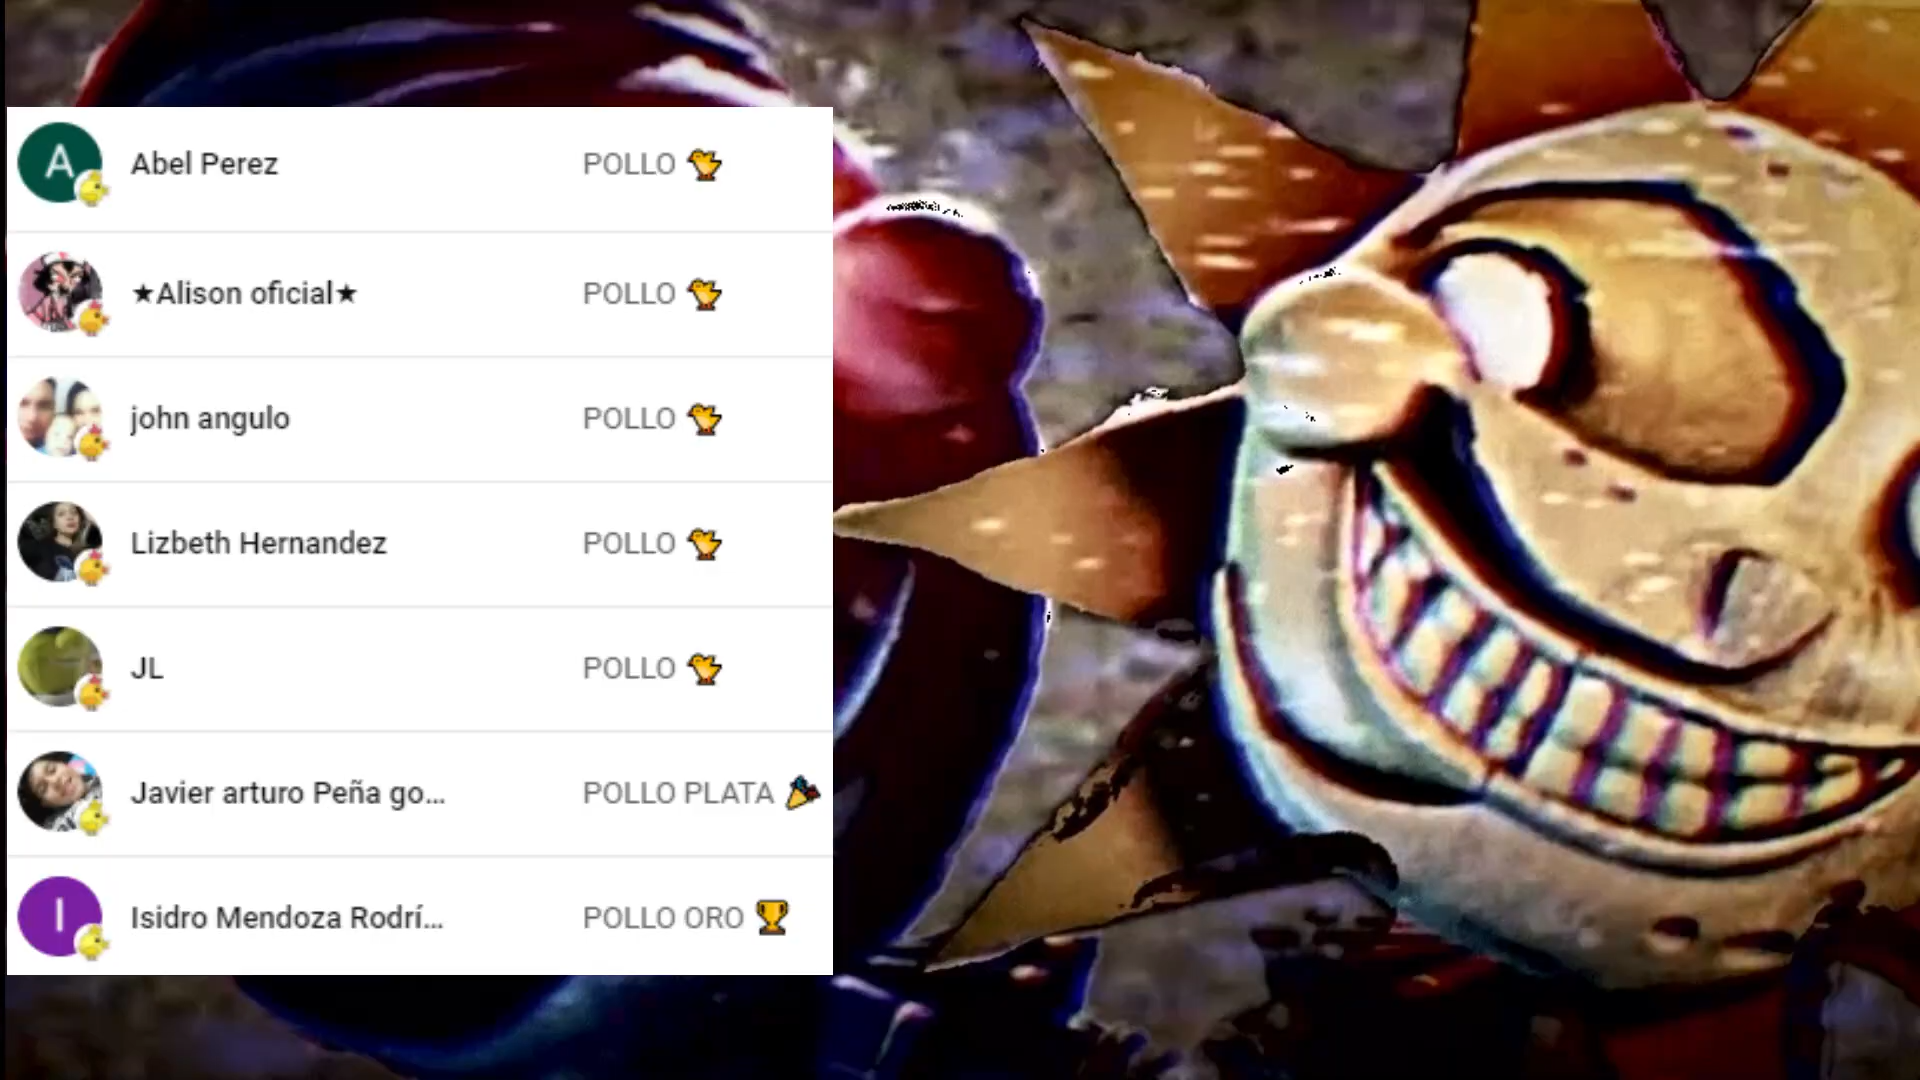 A Abel Perez POLLO 🐤
★Alison oficial★ POLLO 🐤
john angulo POLLO 🐤
Lizbeth Hernandez POLLO 🐤
JL POLLO 🐤
Javier arturo Peña go... POLLO PLATA 🎉
I Isidro Mendoza Rodrí... POLLO ORO 🏆